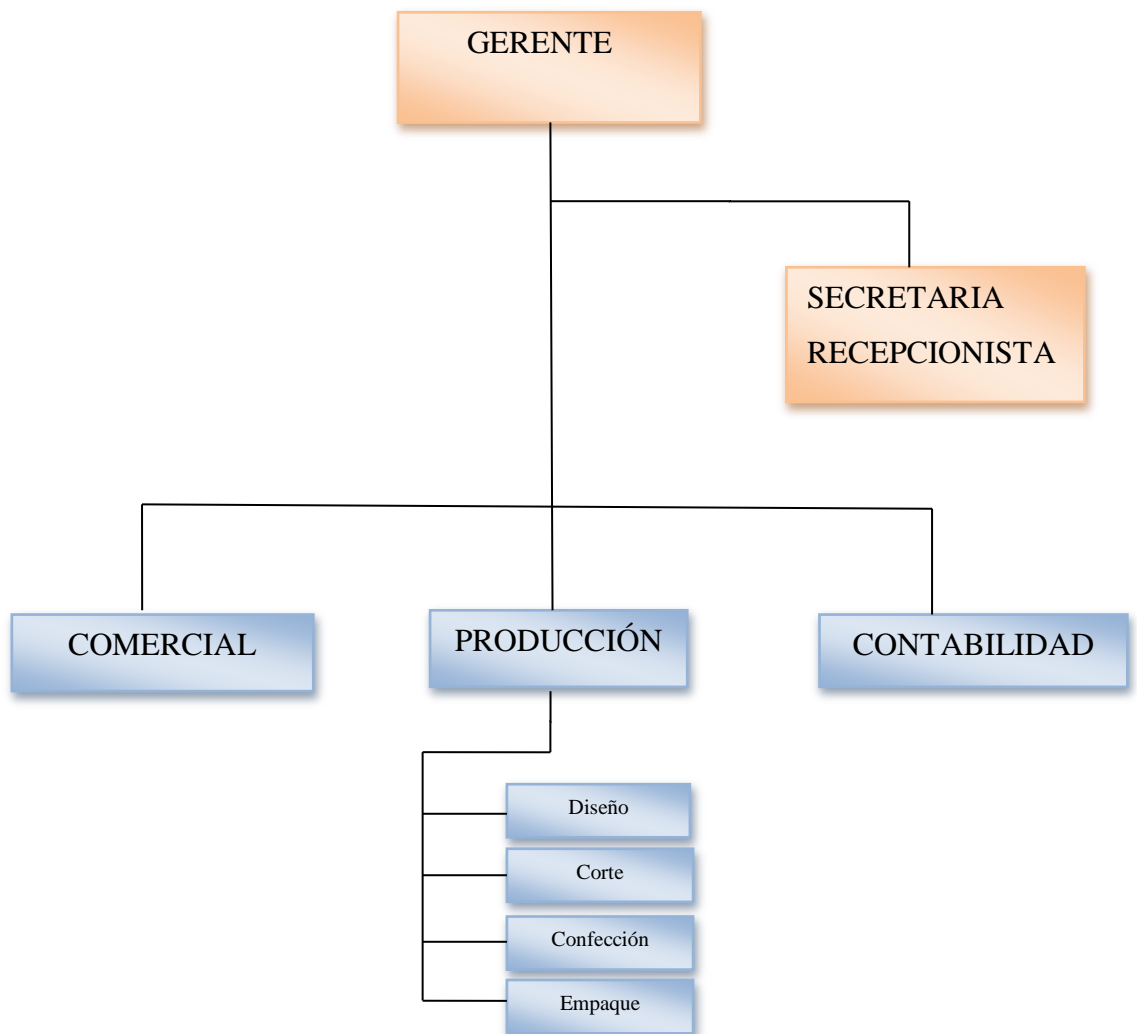 GERENTE
SECRETARIA
RECEPCIONISTA
COMERCIAL
PRODUCCIÓN
CONTABILIDAD
Diseño
Corte
Confección
Empaque